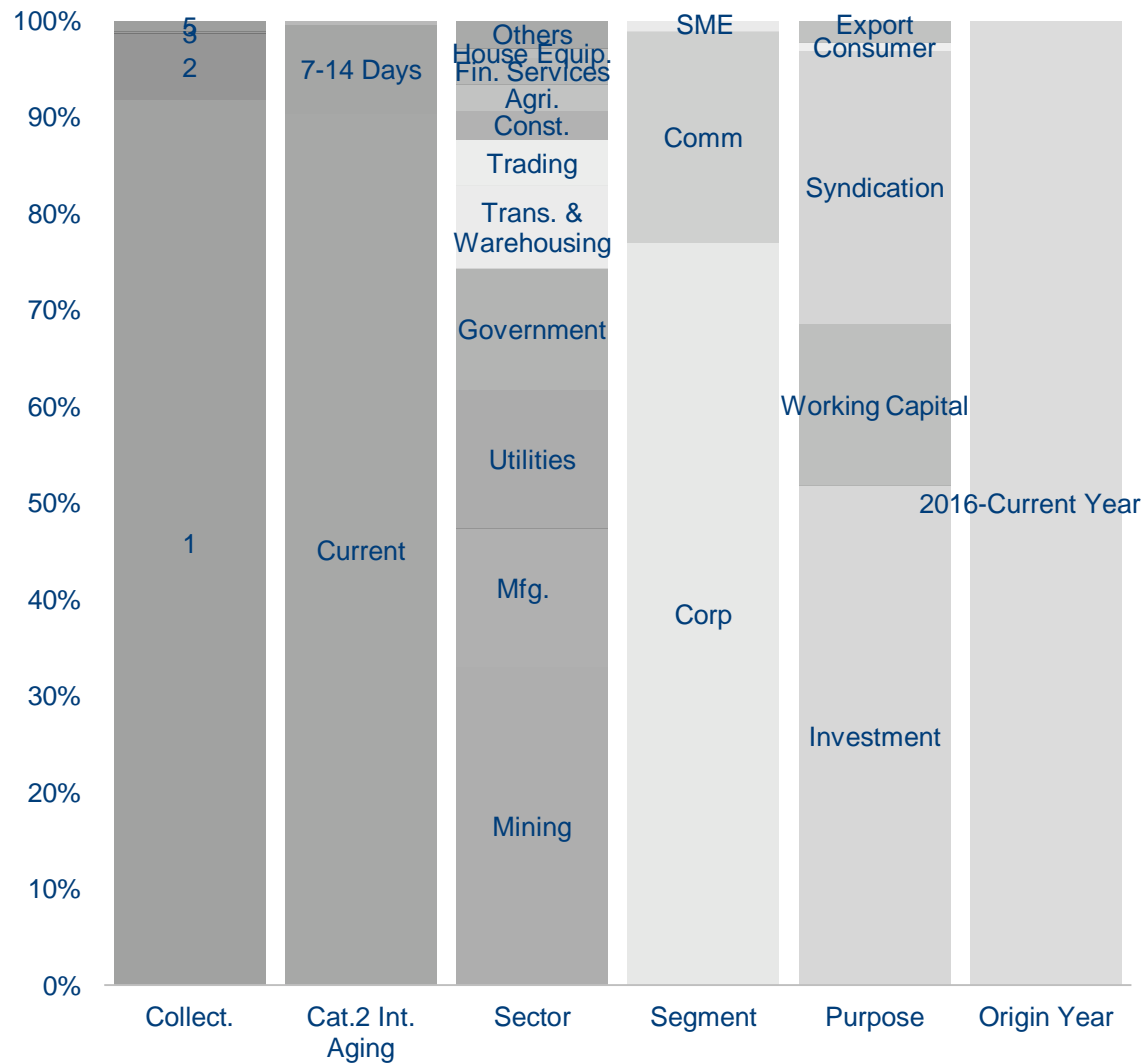 100%
90%
80%
70%
60%
50%
40%
30%
20%
10%
0%
5
3
2
1
7-14 Days
Current
Others
House Equip.
Fin. Services
Agri.
Const.
Trading
Trans. &
Warehousing
Government
Utilities
Mfg.
Mining
SME
Comm
Corp
Export
Consumer
Syndication
Working Capital
Investment
2016-Current Year
Collect.
Cat.2 Int.
Aging
Sector
Segment
Purpose
Origin Year